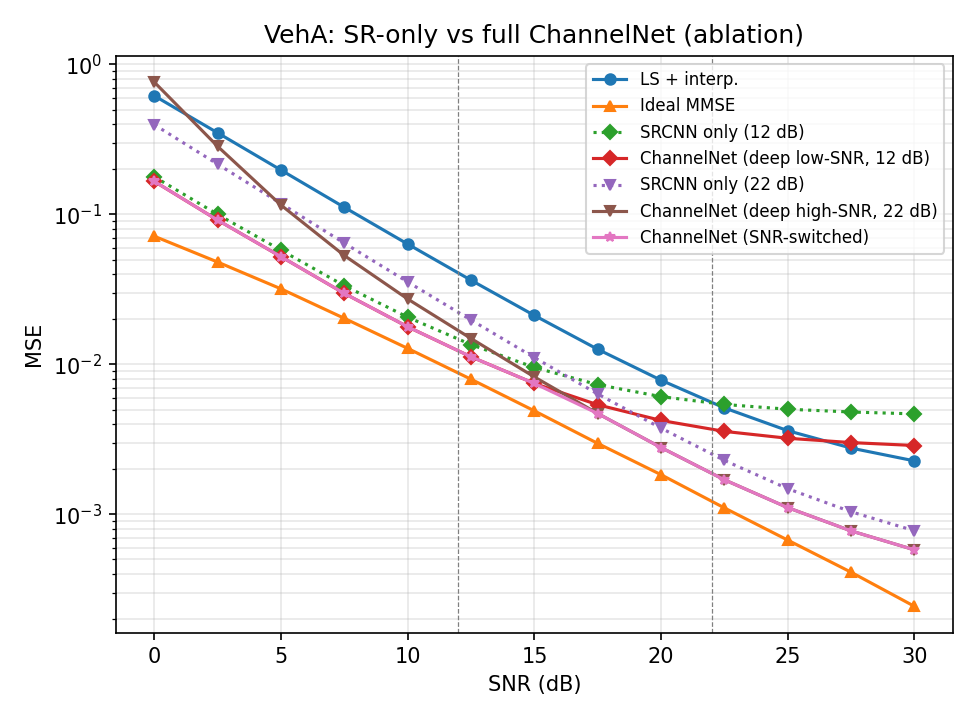 VehA: SR-only vs full ChannelNet (ablation)
10⁰
10⁻¹
10⁻²
10⁻³
MSE
LS + interp.
Ideal MMSE
SRCNN only (12 dB)
ChannelNet (deep low-SNR, 12 dB)
SRCNN only (22 dB)
ChannelNet (deep high-SNR, 22 dB)
ChannelNet (SNR-switched)
0 5 10 15 20 25 30
SNR (dB)